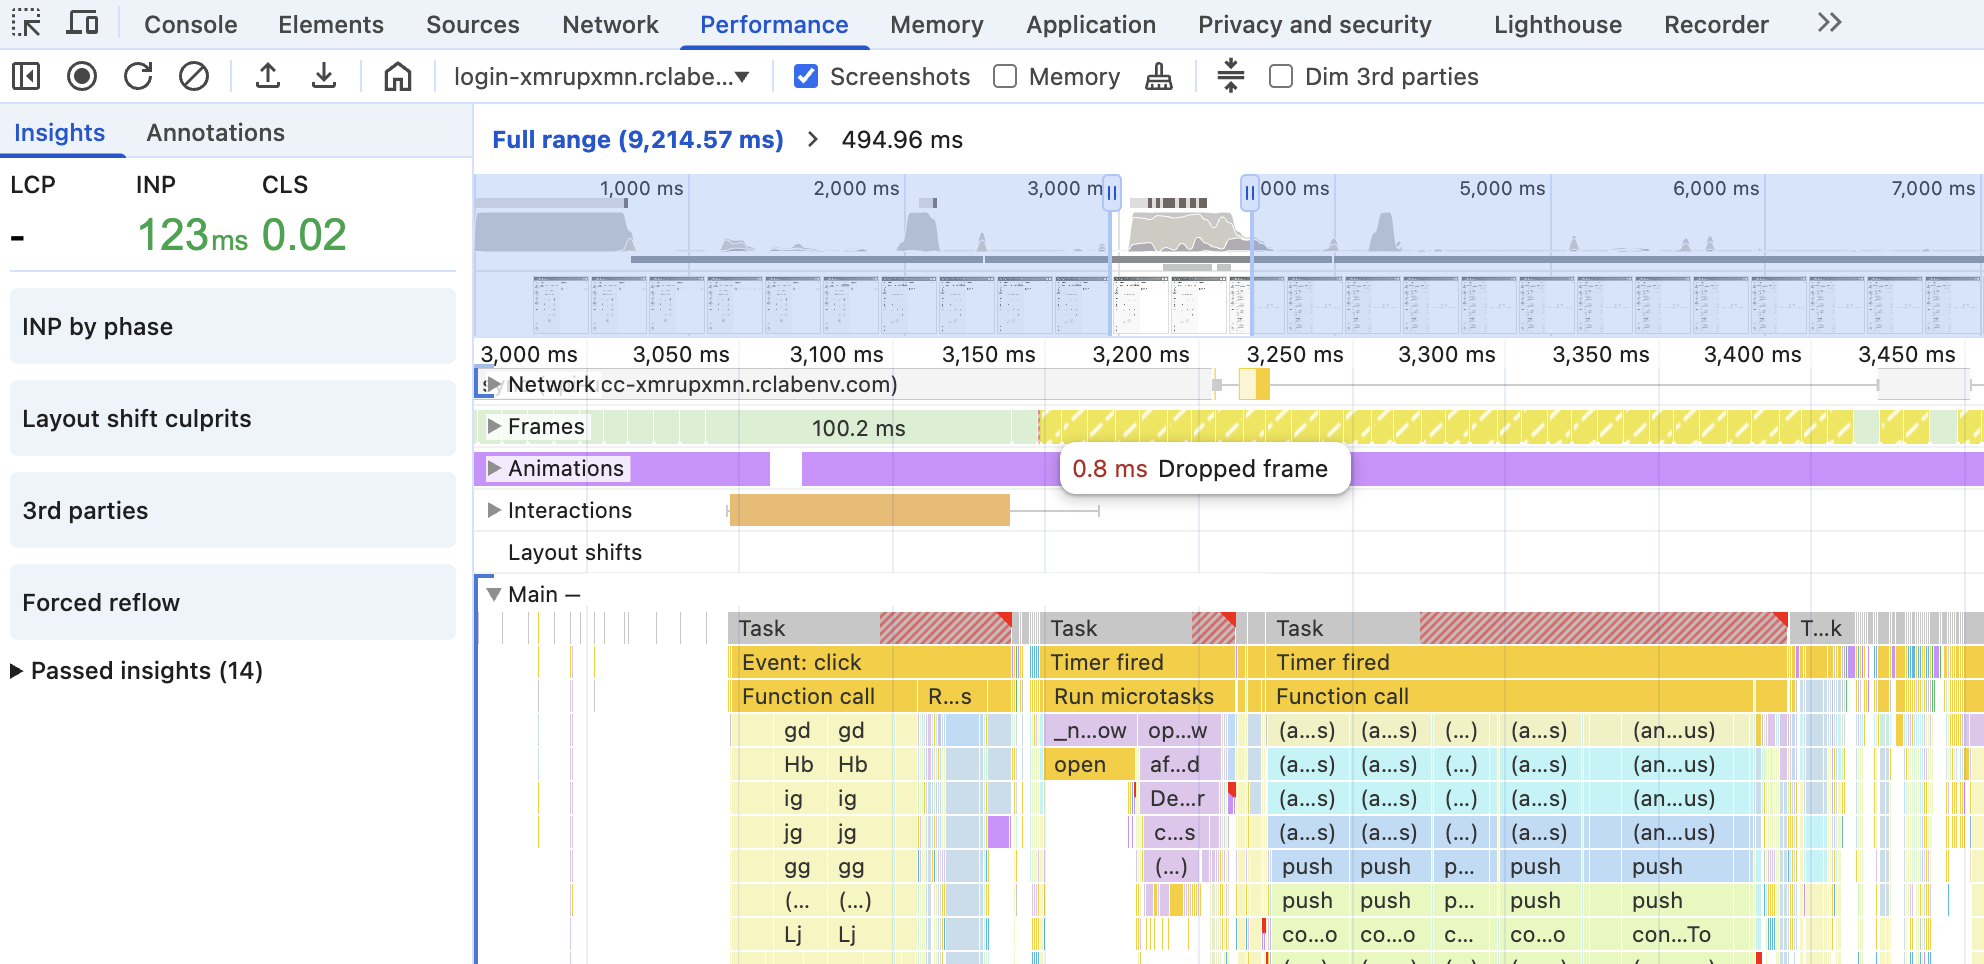 Console Elements Sources Network Performance Memory Application Privacy and security Lighthouse Recorder
login-xmrupxmn.rclabe... Screenshots Memory Dim 3rd parties
Insights Annotations
LCP INP CLS
- 123 ms 0.02
INP by phase
Layout shift culprits
3rd parties
Forced reflow
Passed insights (14)
Full range (9,214.57 ms) > 494.96 ms
1,000 ms 2,000 ms 3,000 m 000 ms 5,000 ms 6,000 ms 7,000 ms
3,000 ms 3,050 ms 3,100 ms 3,150 ms 3,200 ms 3,250 ms 3,300 ms 3,350 ms 3,400 ms 3,450 ms
Network cc-xmrupxmn.rclabenv.com)
Frames 100.2 ms
Animations 0.8 ms Dropped frame
Interactions
Layout shifts
Main —
Task Task Task T...k
Event: click Timer fired Timer fired
Function call R...s Run microtasks Function call
gd gd _n...ow op...w (a...s) (a...s) (...) (a...s) (an...us)
Hb Hb open af...d (a...s) (a...s) (...) (a...s) (an...us)
ig ig De...r (a...s) (a...s) (...) (a...s) (an...us)
jg jg c...s (a...s) (a...s) (...) (a...s) (an...us)
gg gg (...) push push p... push push
(... (...) push push p... push push
Lj Lj co...o co...o c... co...o con...To